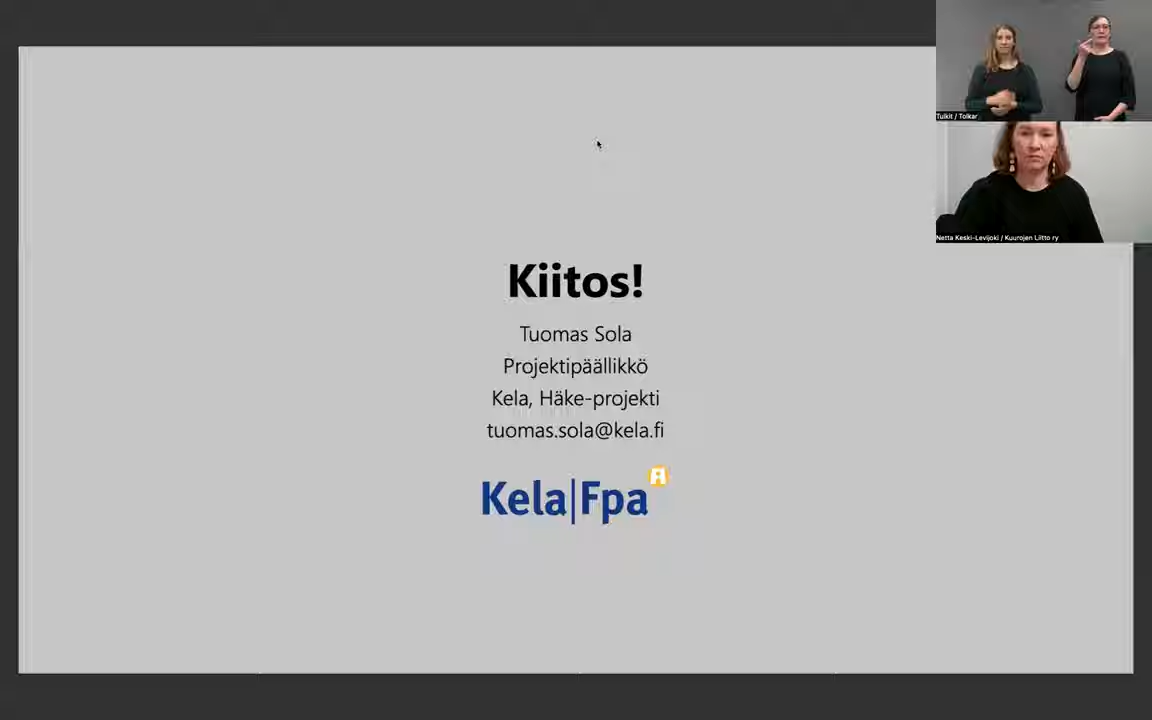 Tulkit / Tolkar
Netta Keski-Levijoki / Kuurojen Liitto ry
Kiitos!
Tuomas Sola
Projektipäällikkö
Kela, Häke-projekti
tuomas.sola@kela.fi
Kela|Fpa